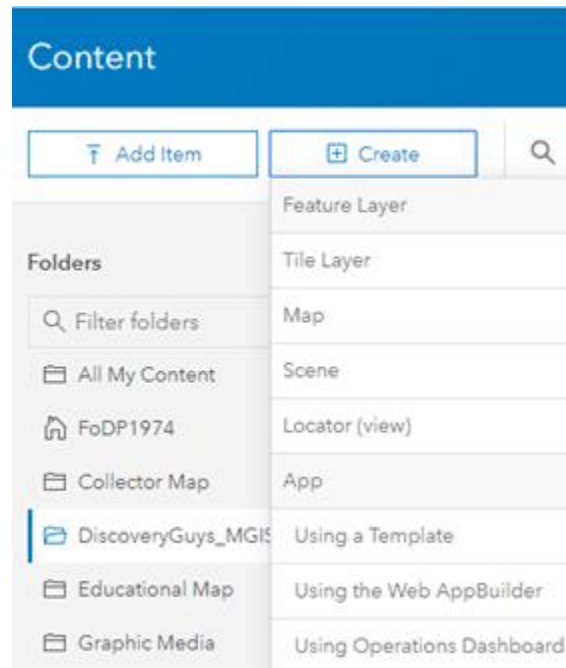 Content
Add Item
Create
Feature Layer
Folders
Tile Layer
Filter folders
Map
All My Content
Scene
FoDP1974
Locator (view)
Collector Map
App
DiscoveryGuys_MGIS
Using a Template
Educational Map
Using the Web AppBuilder
Graphic Media
Using Operations Dashboard